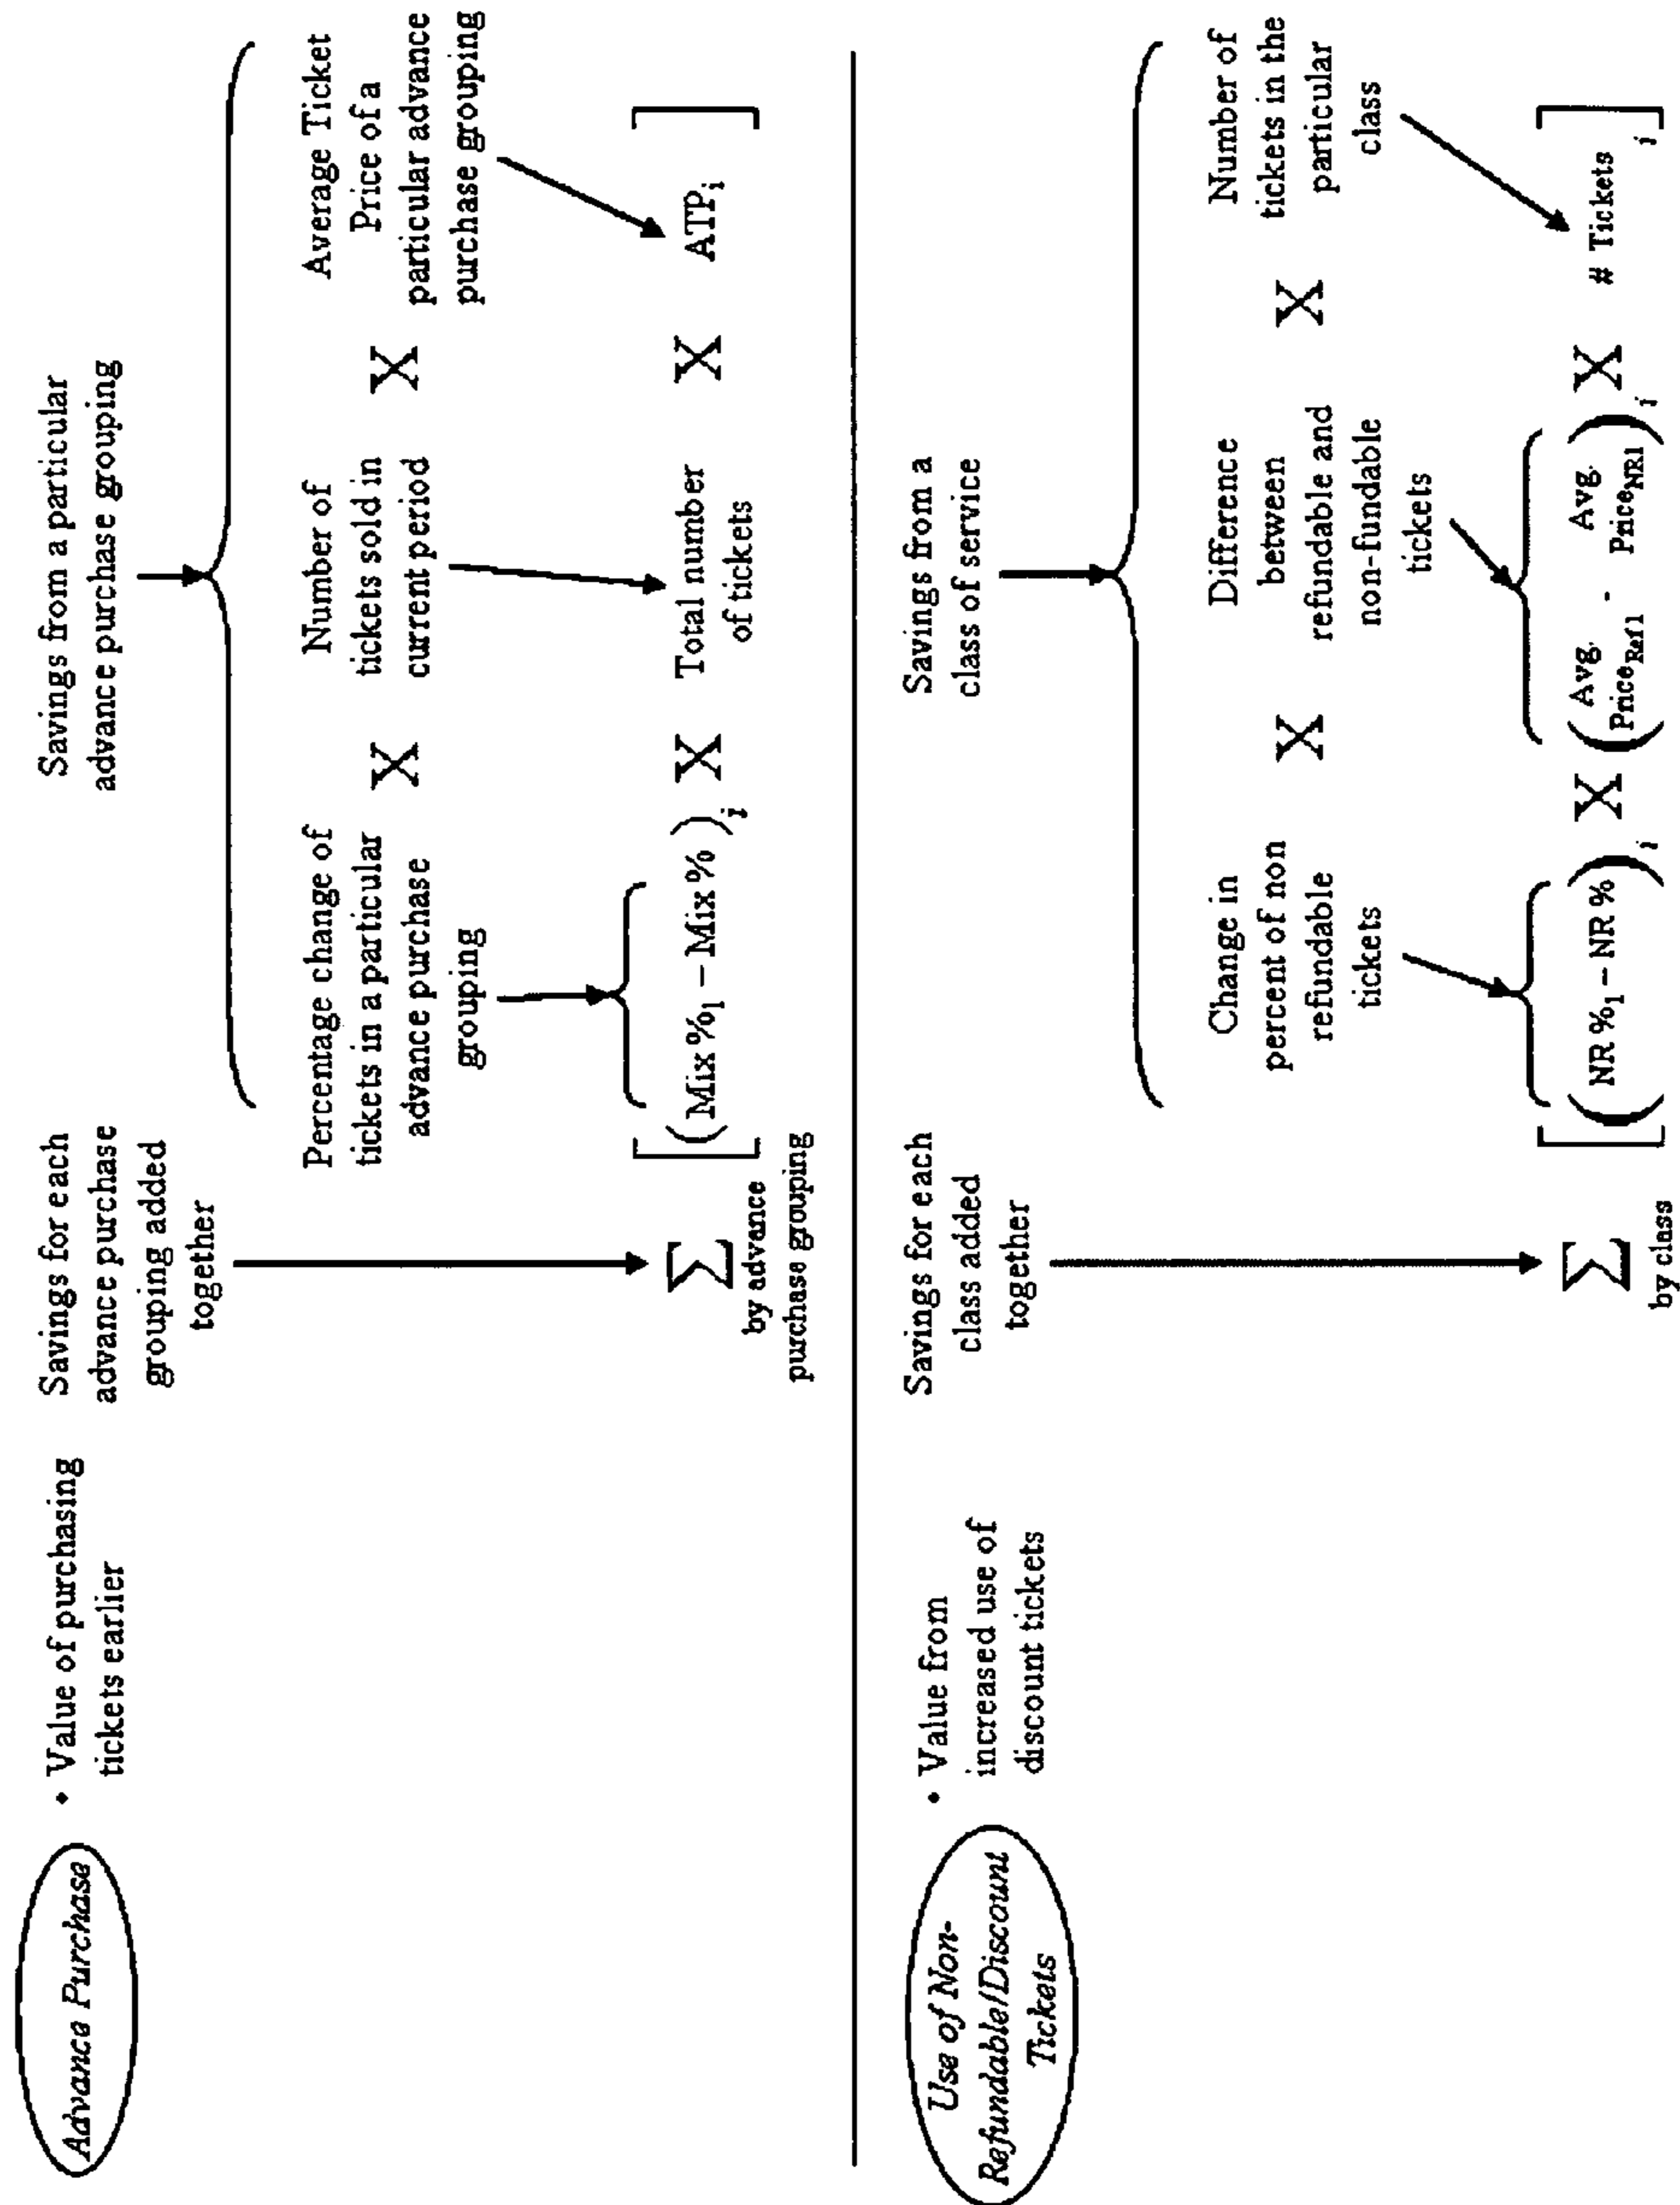 Advance Purchase
• Value of purchasing
tickets earlier
Savings for each
advance purchase
grouping added
together
Savings from a particular
advance purchase grouping
Percentage change of
tickets in a particular
advance purchase
grouping
X
Number of
tickets sold in
current period
X
Average Ticket
Price of a
particular advance
purchase grouping
∑ [(Mix%₁ – Mix%)ᵢ X Total number of tickets X ATPᵢ]
by advance
purchase grouping
Use of Non-
Refundable/Discount
Tickets
• Value from
increased use of
discount tickets
Savings for each
class added
together
Savings from a
class of service
Change in
percent of non
refundable
tickets
X
Difference
between
refundable and
non-fundable
tickets
X
Number of
tickets in the
particular
class
∑ [(NR%₁ – NR%)ᵢ X (Avg. Price_Ref1 - Avg. Price_NR1)ᵢ X # Ticketsᵢ]
by class